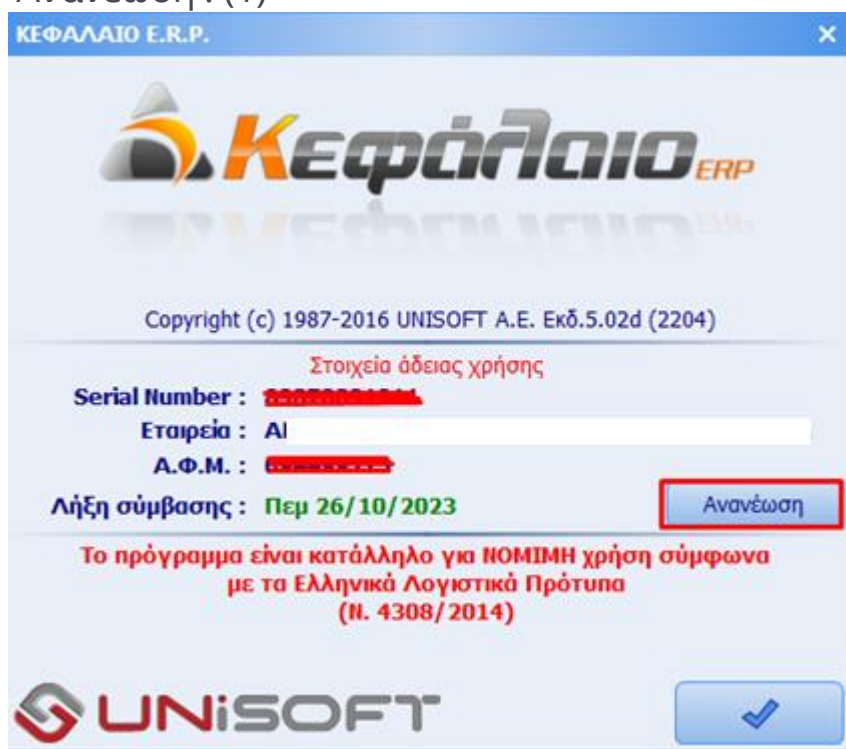 ΚΕΦΑΛΑΙΟ E.R.P.
Κεφάλαιο ERP
Copyright (c) 1987-2016 UNISOFT Α.Ε. Εκδ.5.02d (2204)
Στοιχεία άδειας χρήσης
Serial Number :
Εταιρεία : ΑΙ
Α.Φ.Μ. :
Λήξη σύμβασης : Πεμ 26/10/2023 Ανανέωση
Το πρόγραμμα είναι κατάλληλο για ΝΟΜΙΜΗ χρήση σύμφωνα
με τα Ελληνικά Λογιστικά Πρότυπα
(Ν. 4308/2014)
UNiSOFT